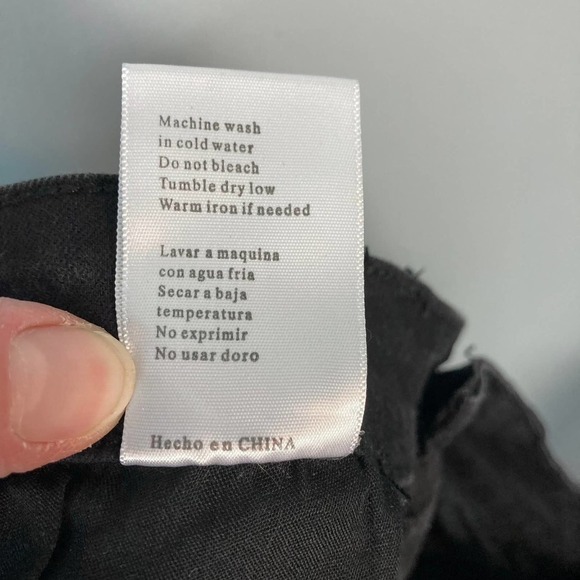 Machine wash
in cold water
Do not bleach
Tumble dry low
Warm iron if needed
Lavar a maquina
con agua fria
Secar a baja
temperatura
No exprimir
No usar doro
Hecho en CHINA